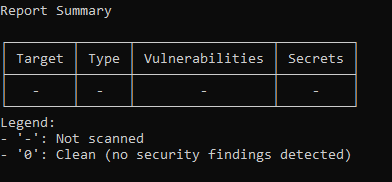 Report Summary
Target Type Vulnerabilities Secrets
- - - -
Legend:
- '-': Not scanned
- '0': Clean (no security findings detected)